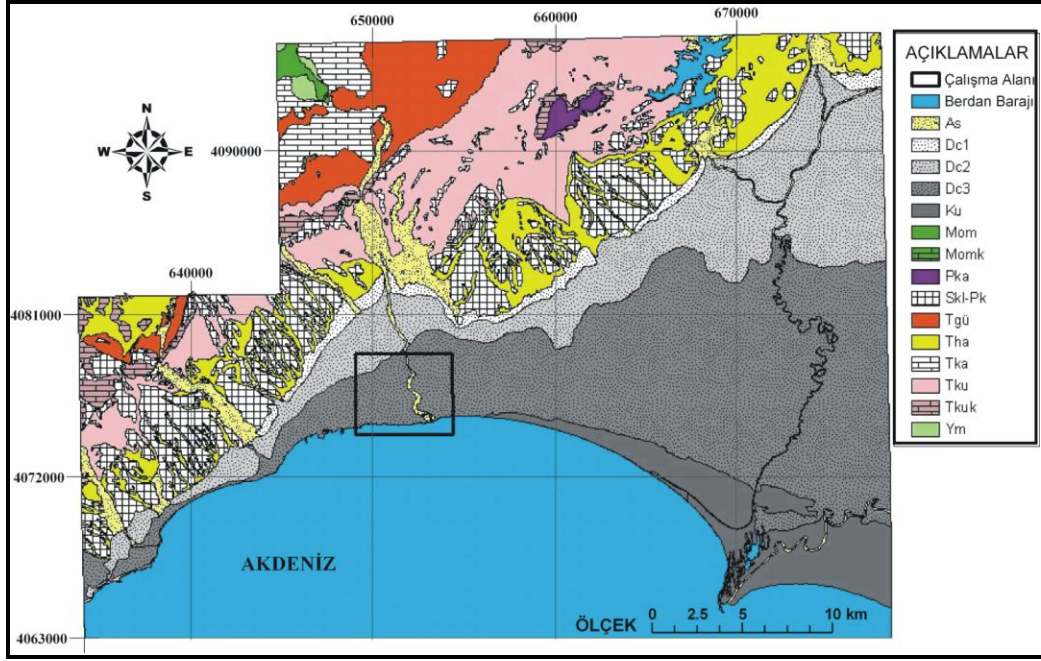 650000
660000
670000
N
W E
S
4090000
640000
4081000
4072000
4063000
AKDENİZ
ÖLÇEK 0 2.5 5 10 km
AÇIKLAMALAR
Çalışma Alanı
Berdan Barajı
As
Dc1
Dc2
Dc3
Ku
Mom
Momk
Pka
Skl-Pk
Tgü
Tha
Tka
Tku
Tkuk
Ym